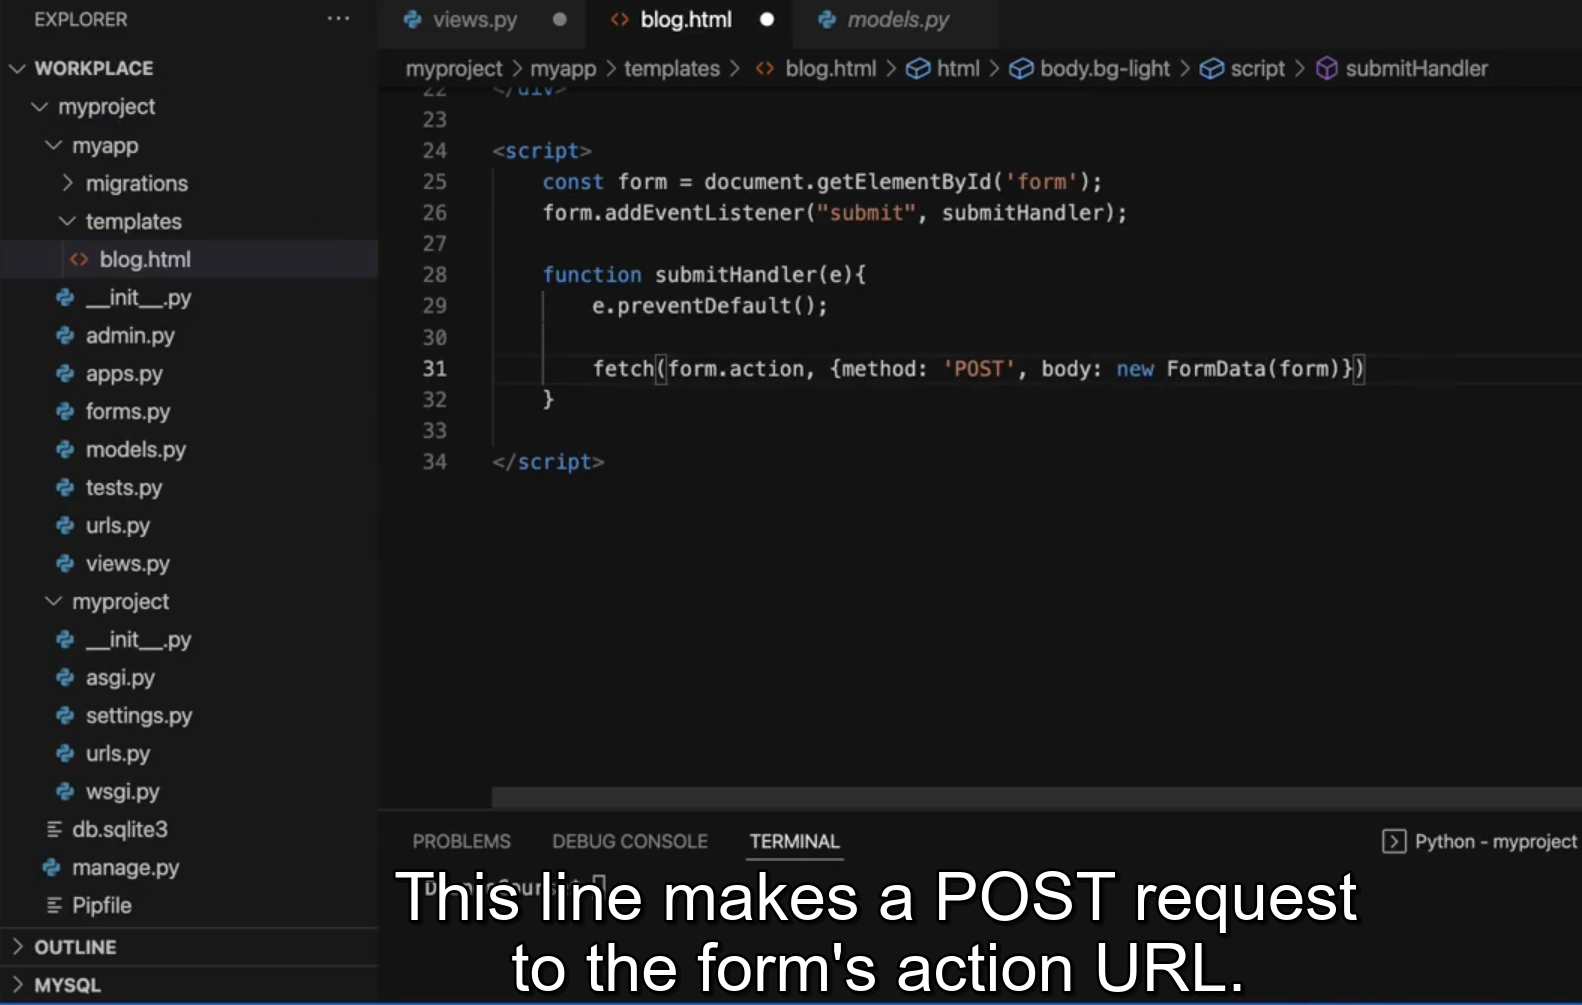 EXPLORER
WORKPLACE
myproject
myapp
migrations
templates
blog.html
__init__.py
admin.py
apps.py
forms.py
models.py
tests.py
urls.py
views.py
myproject
__init__.py
asgi.py
settings.py
urls.py
wsgi.py
db.sqlite3
manage.py
Pipfile
OUTLINE
MYSQL
views.py blog.html models.py
myproject > myapp > templates > blog.html > html > body.bg-light > script > submitHandler
22 </div>
23
24 <script>
25 const form = document.getElementById('form');
26 form.addEventListener("submit", submitHandler);
27
28 function submitHandler(e){
29 e.preventDefault();
30
31 fetch(form.action, {method: 'POST', body: new FormData(form)})
32 }
33
34 </script>
PROBLEMS DEBUG CONSOLE TERMINAL Python - myproject
This line makes a POST request
to the form's action URL.